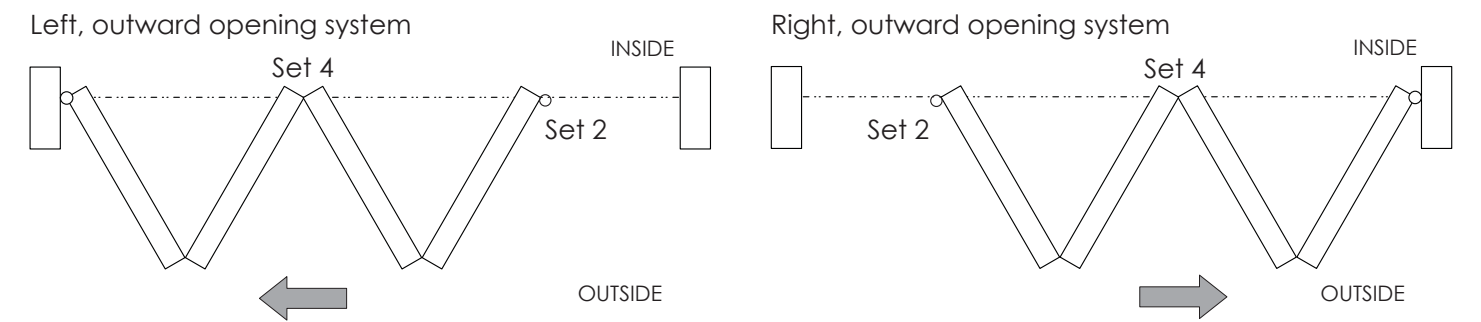 Left, outward opening system
INSIDE
Set 4
Set 2
OUTSIDE
Right, outward opening system
INSIDE
Set 4
Set 2
OUTSIDE